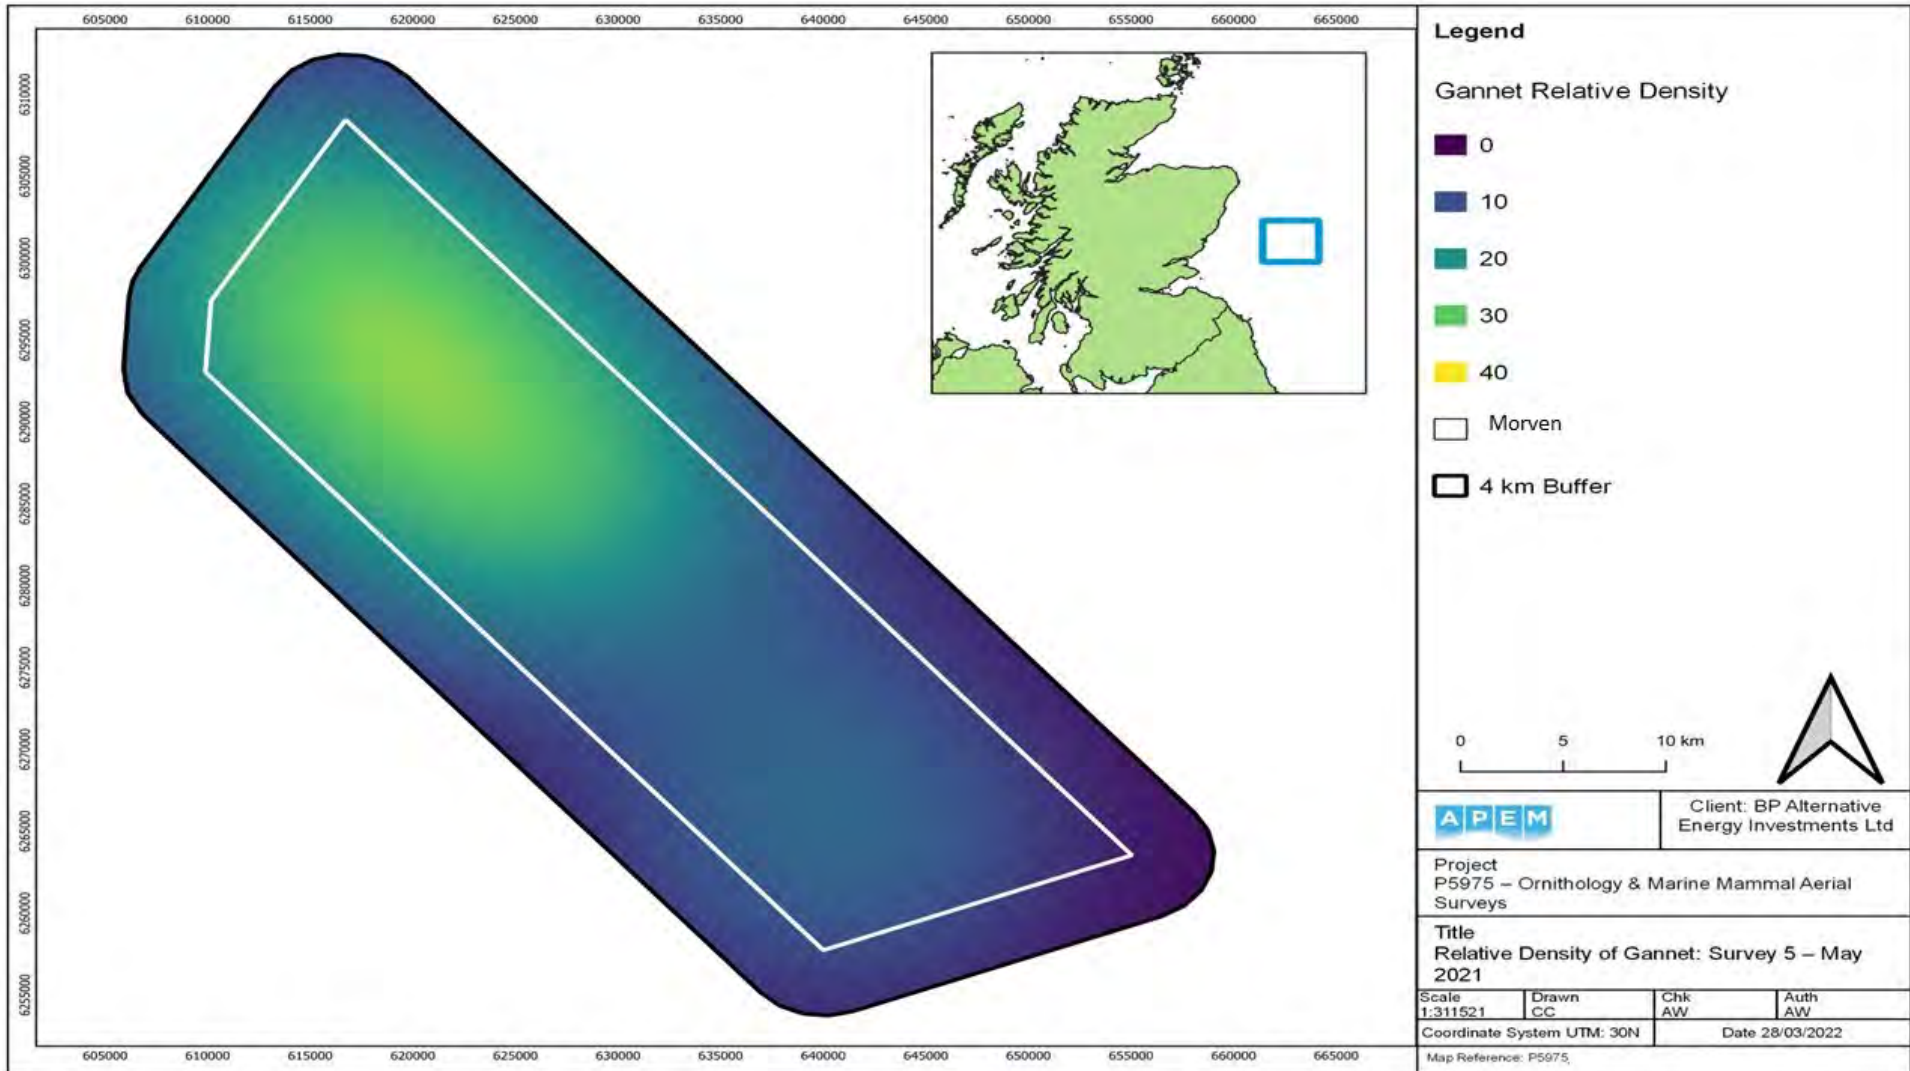 605000 610000 615000 620000 625000 630000 635000 640000 645000 650000 655000 660000 665000
6310000
6305000
6300000
6295000
6290000
6285000
6280000
6275000
6270000
6265000
6260000
6255000
605000 610000 615000 620000 625000 630000 635000 640000 645000 650000 655000 660000 665000
Legend
Gannet Relative Density
0
10
20
30
40
Morven
4 km Buffer
0 5 10 km
APEM
Client: BP Alternative
Energy Investments Ltd
Project
P5975 – Ornithology & Marine Mammal Aerial
Surveys
Title
Relative Density of Gannet: Survey 5 – May
2021
Scale Drawn Chk Auth
1:311521 CC AW AW
Coordinate System UTM: 30N Date 28/03/2022
Map Reference: P5975